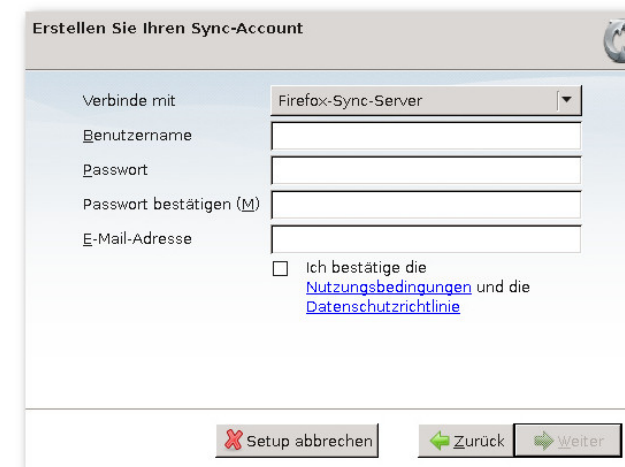 Erstellen Sie Ihren Sync-Account
Verbinde mit Firefox-Sync-Server
Benutzername
Passwort
Passwort bestätigen (M)
E-Mail-Adresse
Ich bestätige die
Nutzungsbedingungen und die
Datenschutzrichtlinie
Setup abbrechen Zurück Weiter